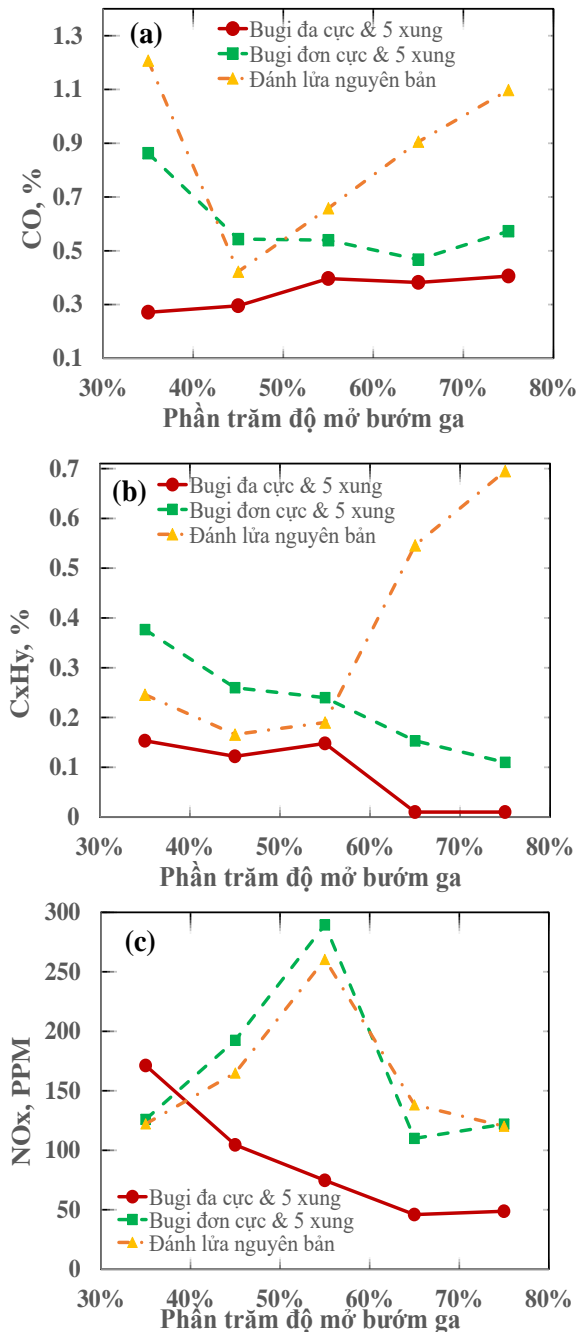 (a)
Bugi đa cực & 5 xung
Bugi đơn cực & 5 xung
Đánh lửa nguyên bản
CO, %
1.3
1.1
0.9
0.7
0.5
0.3
0.1
30% 40% 50% 60% 70% 80%
Phần trăm độ mở bướm ga
(b)
Bugi đa cực & 5 xung
Bugi đơn cực & 5 xung
Đánh lửa nguyên bản
CxHy, %
0.7
0.6
0.5
0.4
0.3
0.2
0.1
0
30% 40% 50% 60% 70% 80%
Phần trăm độ mở bướm ga
(c)
NOx, PPM
300
250
200
150
100
50
0
Bugi đa cực & 5 xung
Bugi đơn cực & 5 xung
Đánh lửa nguyên bản
30% 40% 50% 60% 70% 80%
Phần trăm độ mở bướm ga